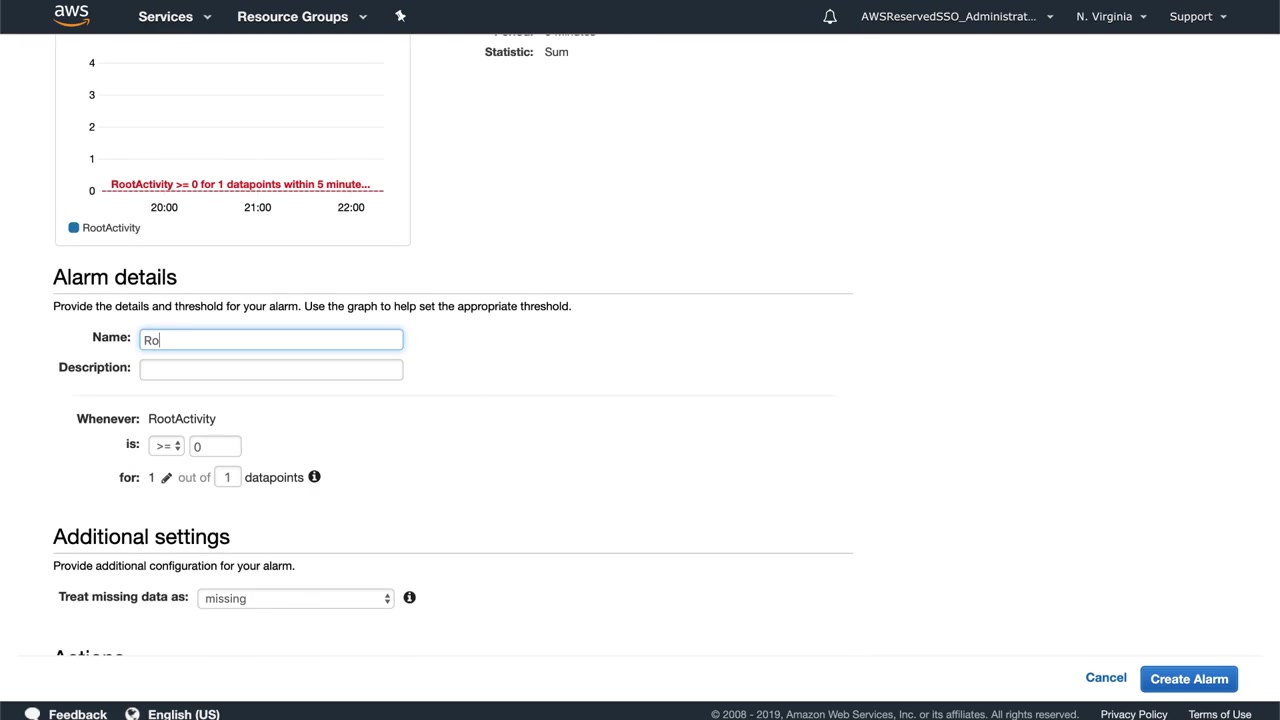 aws Services Resource Groups AWSReservedSSO_Administrat... N. Virginia Support
Statistic: Sum
4
3
2
1
0
RootActivity >= 0 for 1 datapoints within 5 minute...
20:00 21:00 22:00
RootActivity
Alarm details
Provide the details and threshold for your alarm. Use the graph to help set the appropriate threshold.
Name: Ro
Description:
Whenever: RootActivity
is: >= 0
for: 1 out of 1 datapoints
Additional settings
Provide additional configuration for your alarm.
Treat missing data as: missing
Actions
Cancel Create Alarm
Feedback English (US) © 2008 - 2019, Amazon Web Services, Inc. or its affiliates. All rights reserved. Privacy Policy Terms of Use